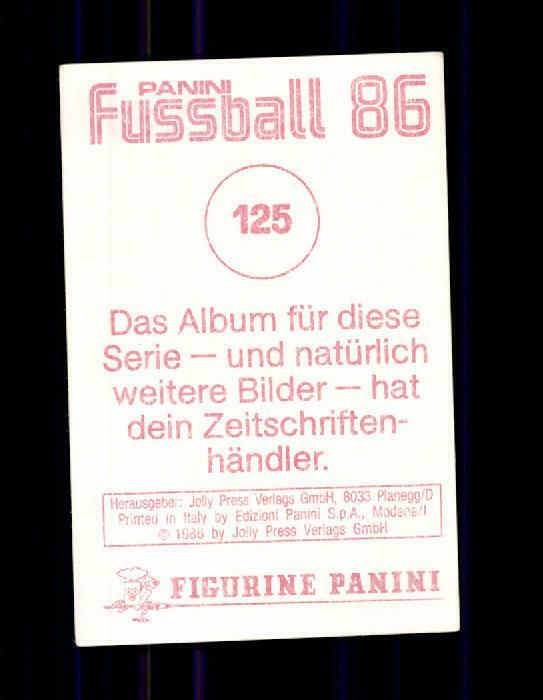 PANINI
Fussball 86
125
Das Album für diese
Serie — und natürlich
weitere Bilder — hat
dein Zeitschriften-
händler.
Herausgeber: Jolly Press Verlags GmbH, 8033 Planegg/D
Printed in Italy by Edizioni Panini S.p.A., Modena/I
© 1986 by Jolly Press Verlags GmbH
FIGURINE PANINI